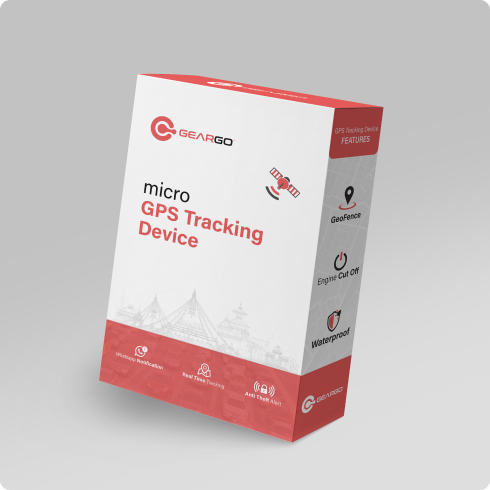 GEARGO
micro
GPS Tracking
Device
Whatsapp Notification
Real Time Tracking
Anti Theft Alert
GPS Tracking Device
FEATURES
GeoFence
Engine Cut Off
Waterproof
GEARGO